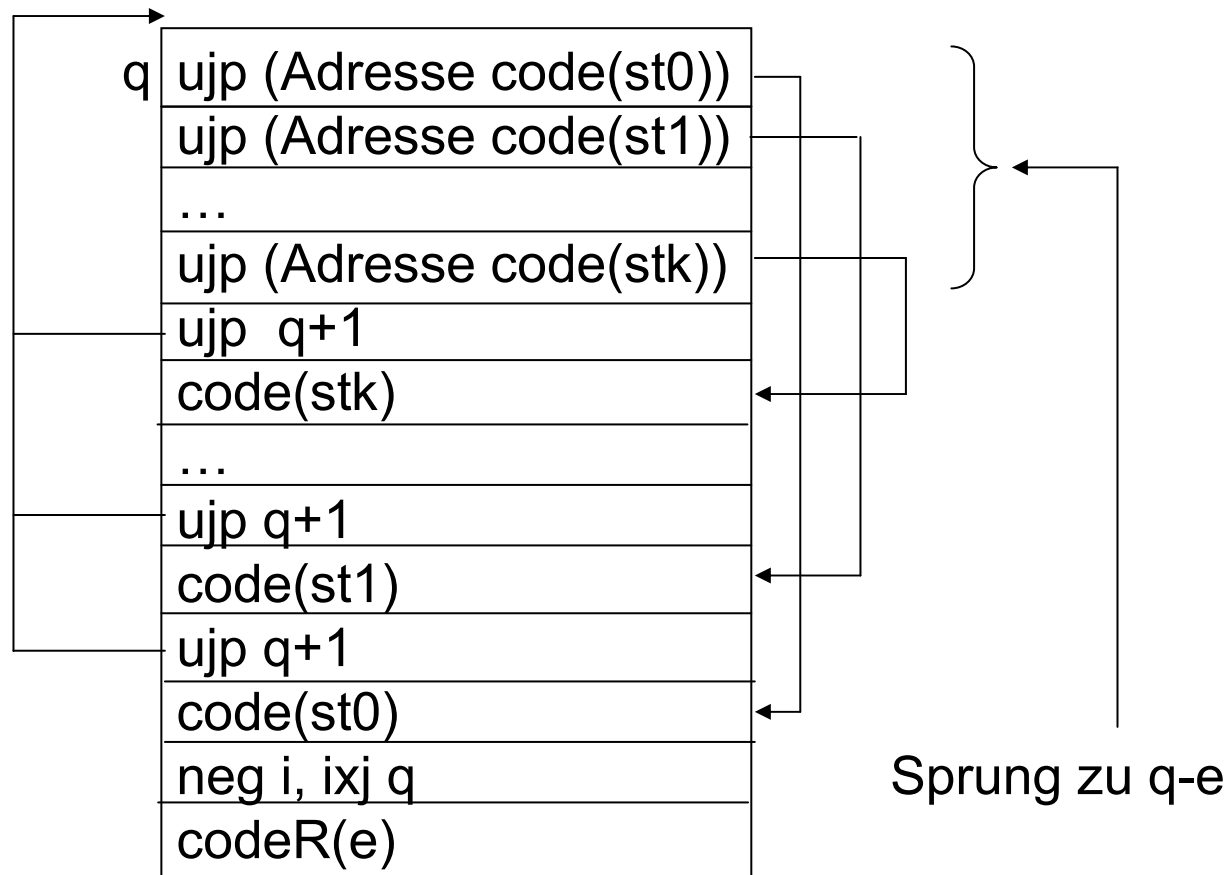 q ujp (Adresse code(st0))
ujp (Adresse code(st1))
…
ujp (Adresse code(stk))
ujp q+1
code(stk)
…
ujp q+1
code(st1)
ujp q+1
code(st0)
neg i, ixj q
codeR(e)
Sprung zu q-e